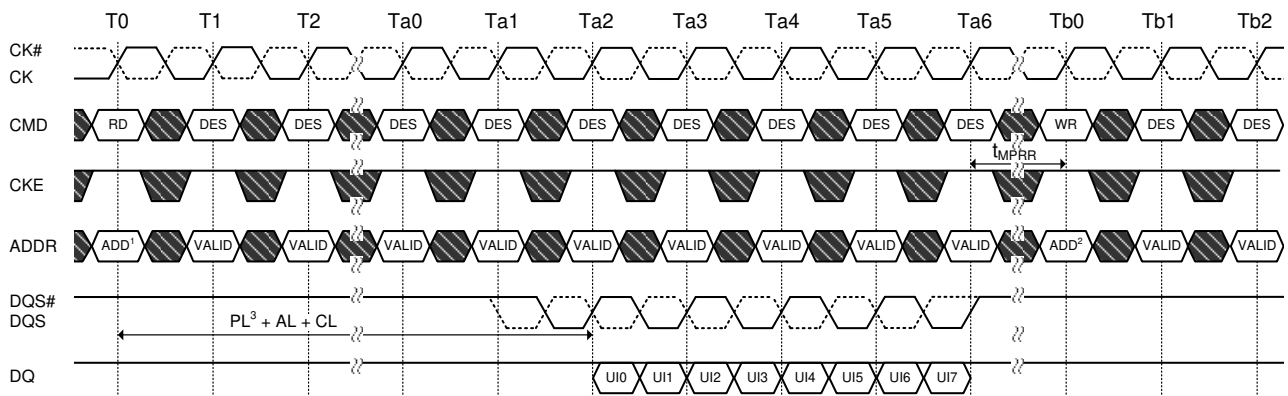 T0 T1 T2 Ta0 Ta1 Ta2 Ta3 Ta4 Ta5 Ta6 Tb0 Tb1 Tb2
CK#
CK
CMD RD DES DES DES DES DES DES DES DES DES WR DES DES
tMPRR
CKE
ADDR ADD¹ VALID VALID VALID VALID VALID VALID VALID VALID VALID ADD² VALID VALID
DQS#
DQS
PL³ + AL + CL
DQ UI0 UI1 UI2 UI3 UI4 UI5 UI6 UI7